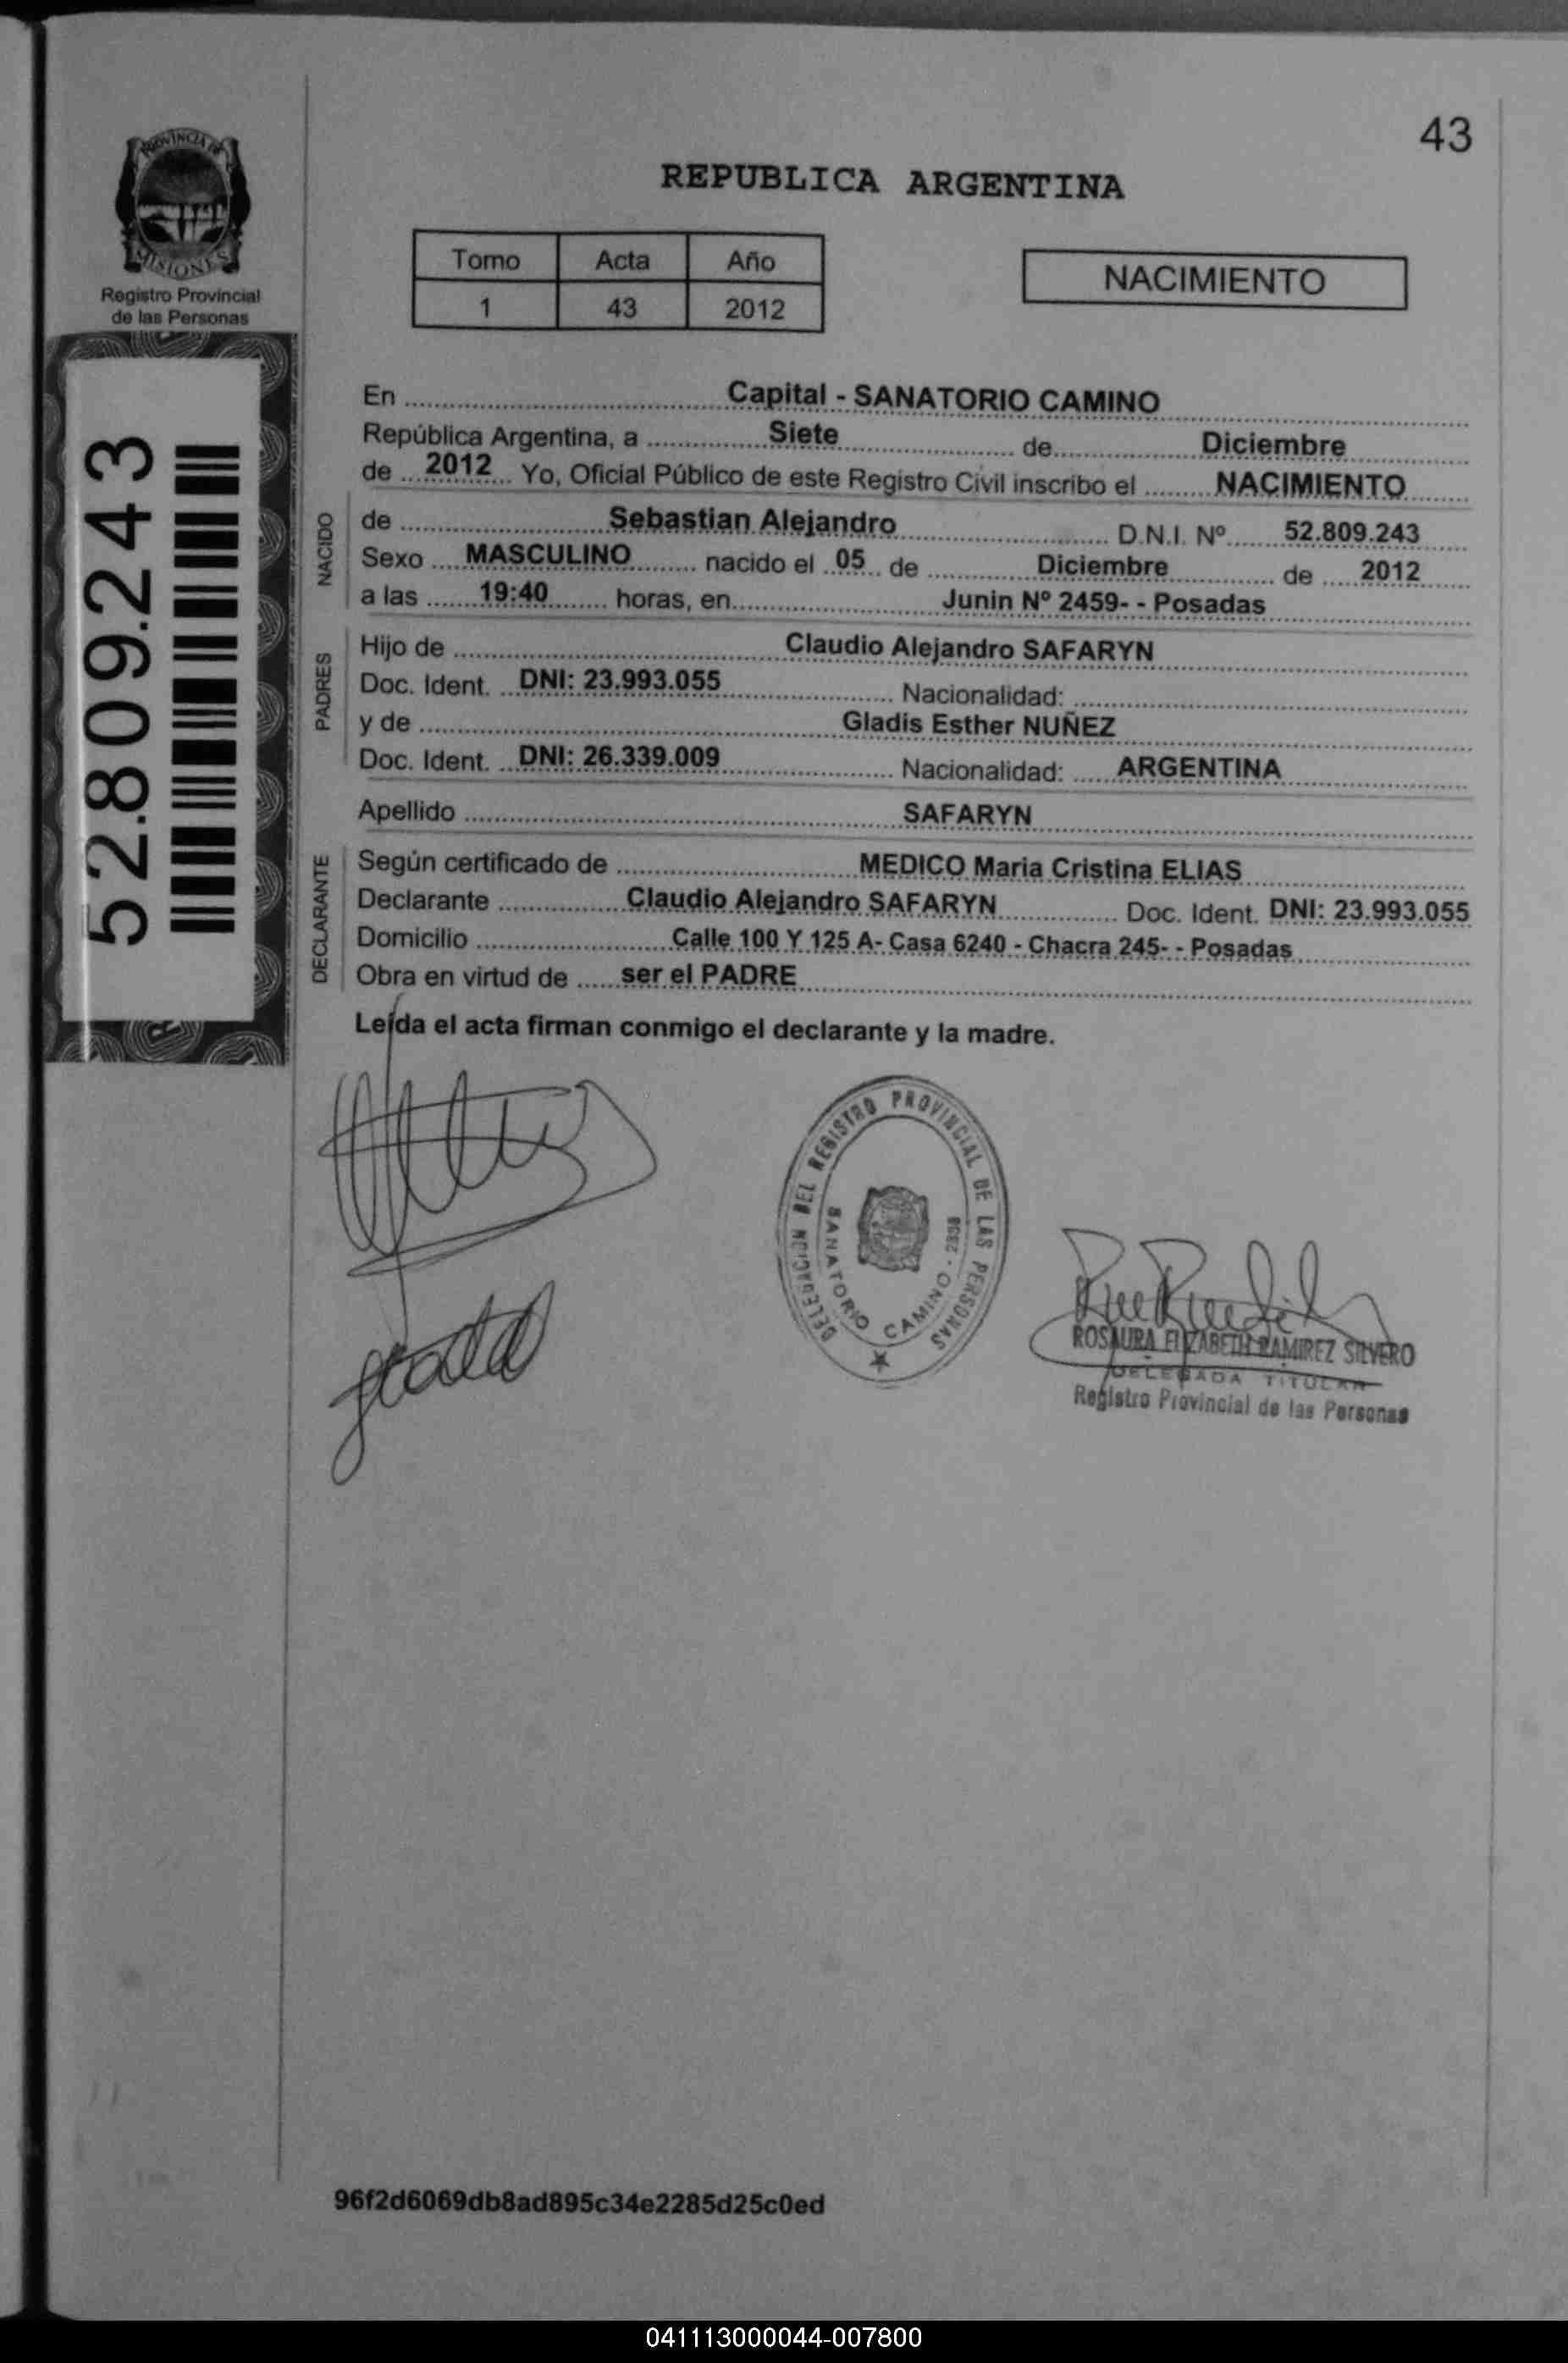 43
PROVINCIA DE
MISIONES
Registro Provincial
de las Personas
REPUBLICA ARGENTINA
Tomo Acta Año
1 43 2012
NACIMIENTO
52.809.243
En Capital - SANATORIO CAMINO
República Argentina, a Siete de Diciembre
de 2012 Yo, Oficial Público de este Registro Civil inscribo el NACIMIENTO
NACIDO
de Sebastian Alejandro D.N.I. Nº 52.809.243
Sexo MASCULINO nacido el 05 de Diciembre de 2012
a las 19:40 horas, en Junin Nº 2459- - Posadas
PADRES
Hijo de Claudio Alejandro SAFARYN
Doc. Ident. DNI: 23.993.055 Nacionalidad:
y de Gladis Esther NUÑEZ
Doc. Ident. DNI: 26.339.009 Nacionalidad: ARGENTINA
Apellido SAFARYN
DECLARANTE
Según certificado de MEDICO Maria Cristina ELIAS
Declarante Claudio Alejandro SAFARYN Doc. Ident. DNI: 23.993.055
Domicilio Calle 100 Y 125 A- Casa 6240 - Chacra 245- - Posadas
Obra en virtud de ser el PADRE
Leída el acta firman conmigo el declarante y la madre.
DELEGACION DEL REGISTRO PROVINCIAL DE LAS PERSONAS
SANATORIO CAMINO -
ROSAURA ELIZABETH RAMIREZ SILVERO
DELEGADA TITULAR
Registro Provincial de las Personas
96f2d6069db8ad895c34e2285d25c0ed
041113000044-007800